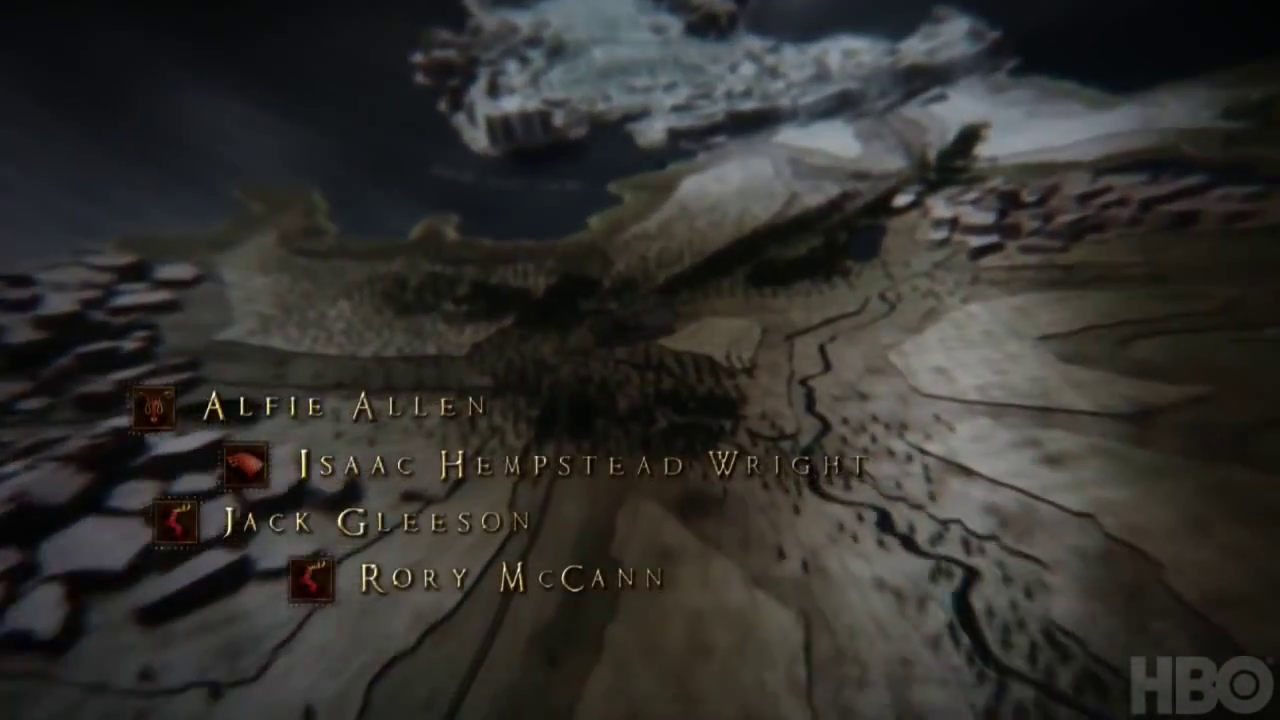 ALFIE ALLEN
ISAAC HEMPSTEAD WRIGHT
JACK GLEESON
RORY MCCANN
HBO®